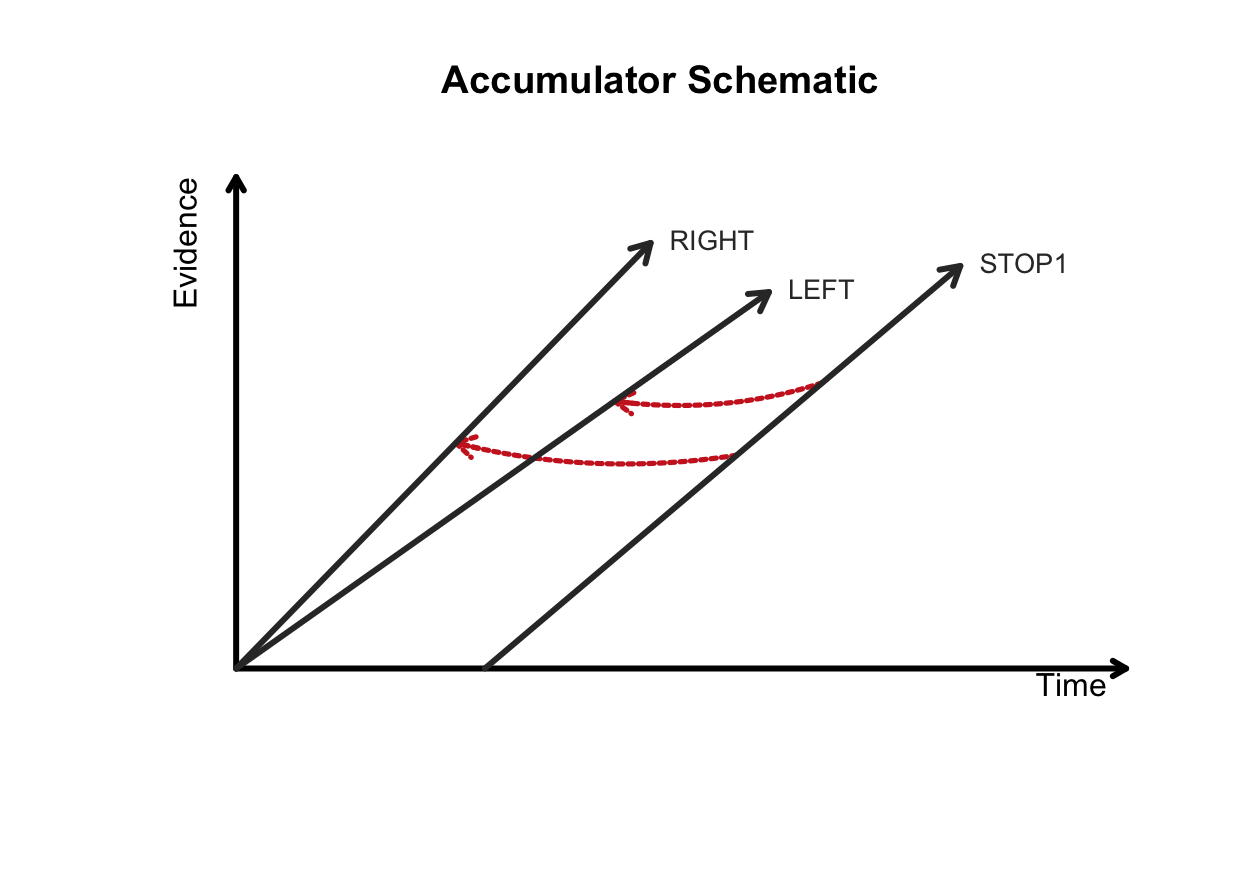 Accumulator Schematic
Evidence
RIGHT
LEFT
STOP1
Time